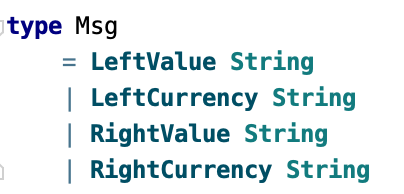 type Msg
    = LeftValue String
    | LeftCurrency String
    | RightValue String
    | RightCurrency String